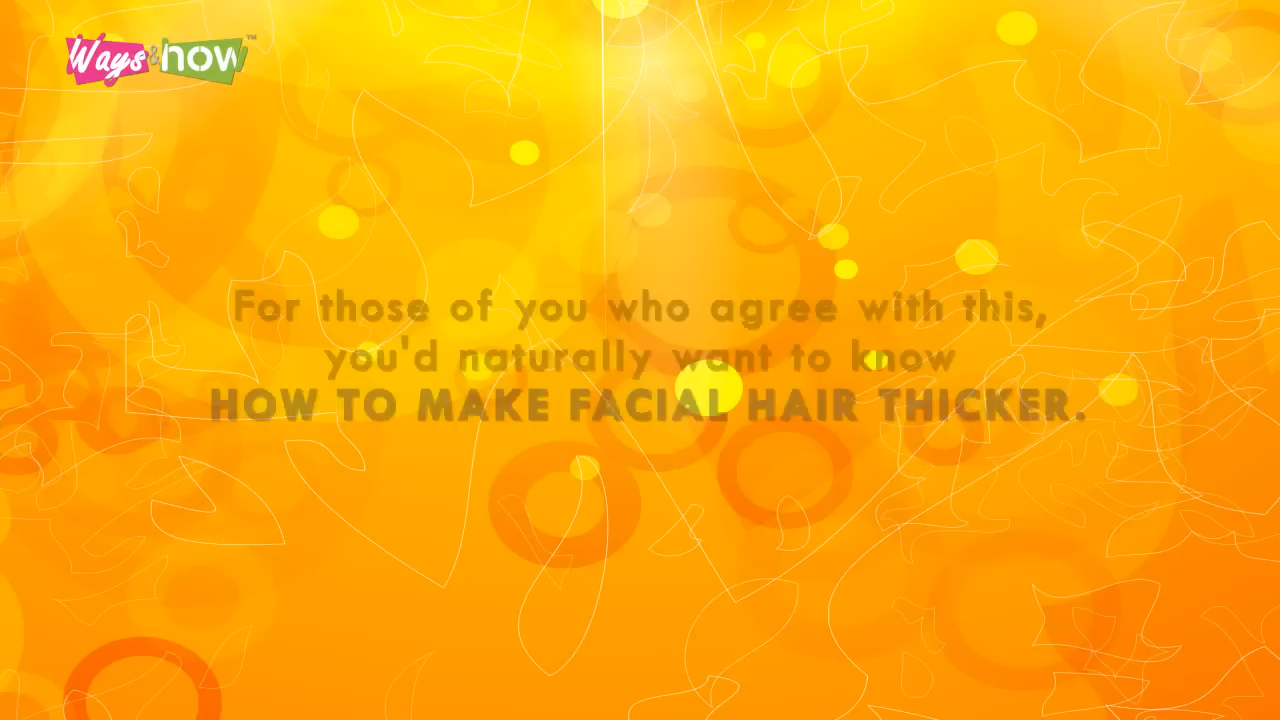 Ways & how™
For those of you who agree with this,
you'd naturally want to know
HOW TO MAKE FACIAL HAIR THICKER.